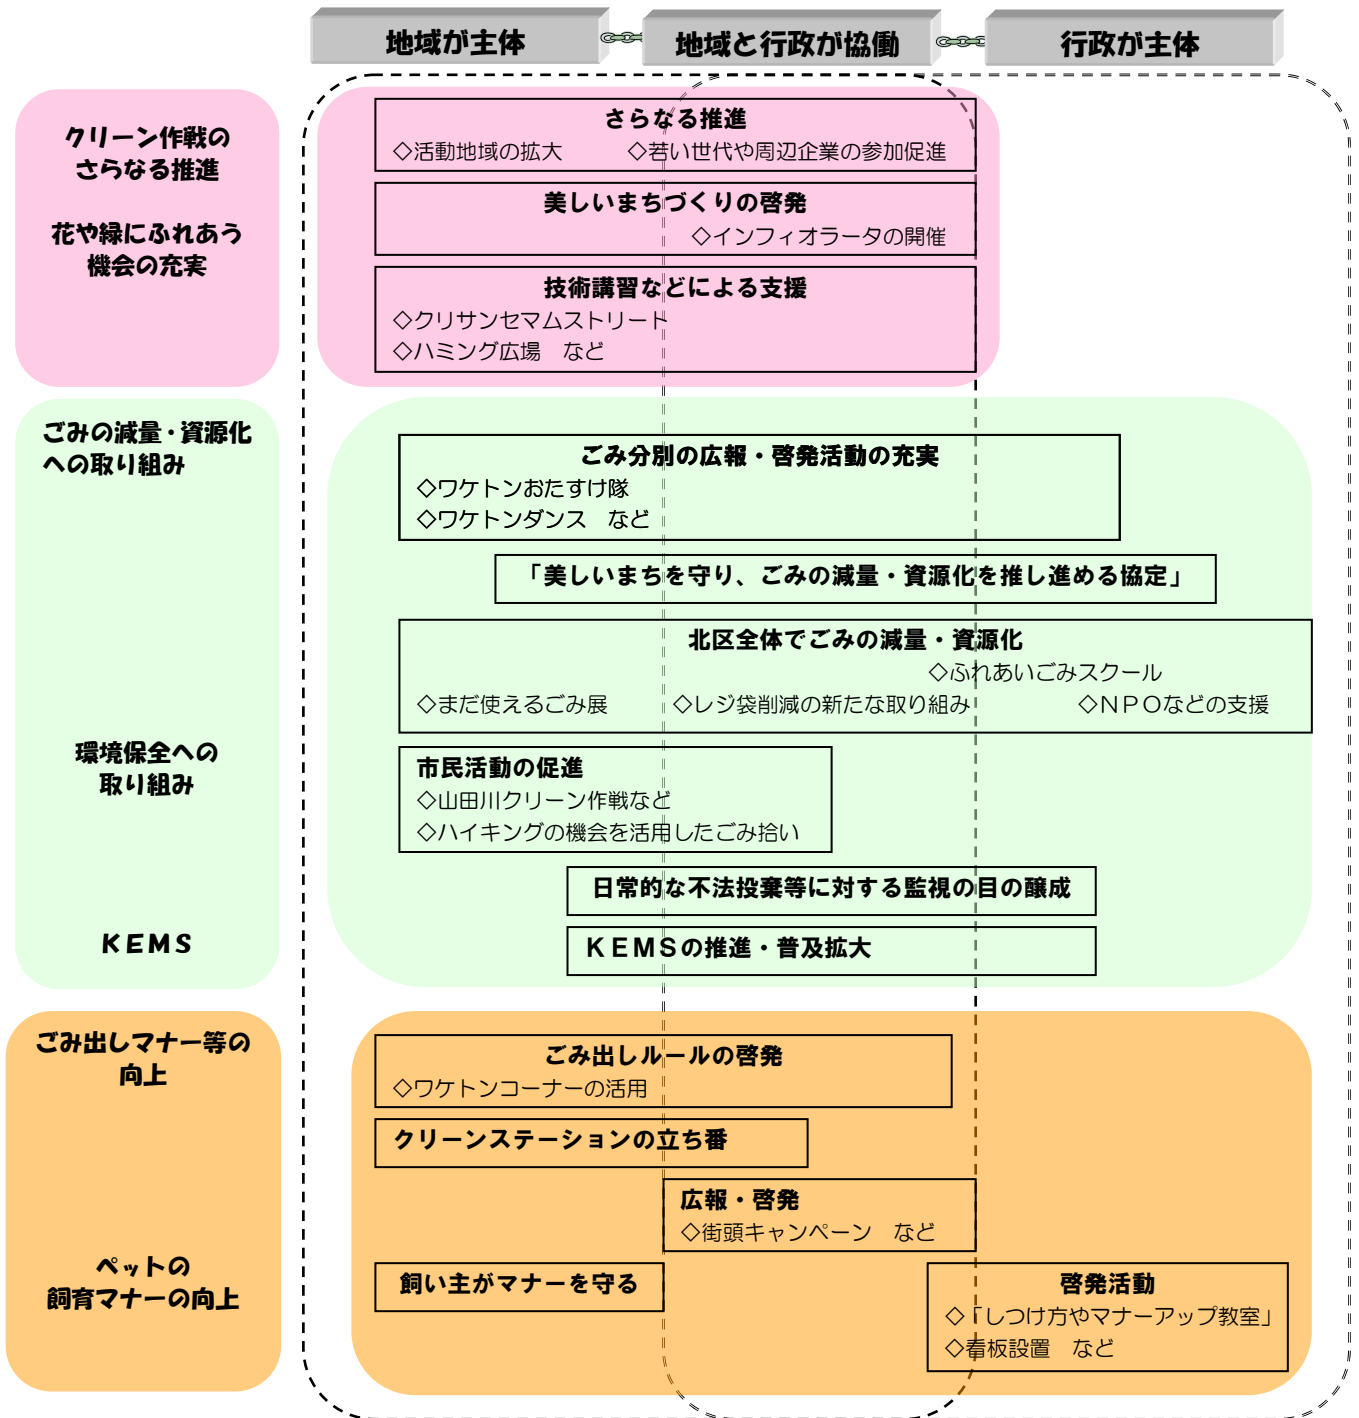 地域が主体
地域と行政が協働
行政が主体
クリーン作戦の
さらなる推進
花や緑にふれあう
機会の充実
さらなる推進
◇活動地域の拡大　　　◇若い世代や周辺企業の参加促進
美しいまちづくりの啓発
◇インフィオラータの開催
技術講習などによる支援
◇クリサンセマムストリート
◇ハミング広場　など
ごみの減量・資源化
への取り組み
環境保全への
取り組み
ＫＥＭＳ
ごみ分別の広報・啓発活動の充実
◇ワケトンおたすけ隊
◇ワケトンダンス　など
「美しいまちを守り、ごみの減量・資源化を推し進める協定」
北区全体でごみの減量・資源化
◇ふれあいごみスクール
◇まだ使えるごみ展　　　◇レジ袋削減の新たな取り組み　　　　　◇ＮＰＯなどの支援
市民活動の促進
◇山田川クリーン作戦など
◇ハイキングの機会を活用したごみ拾い
日常的な不法投棄等に対する監視の目の醸成
ＫＥＭＳの推進・普及拡大
ごみ出しマナー等の
向上
ペットの
飼育マナーの向上
ごみ出しルールの啓発
◇ワケトンコーナーの活用
クリーンステーションの立ち番
広報・啓発
◇街頭キャンペーン　など
飼い主がマナーを守る
啓発活動
◇「しつけ方やマナーアップ教室」
◇看板設置　など